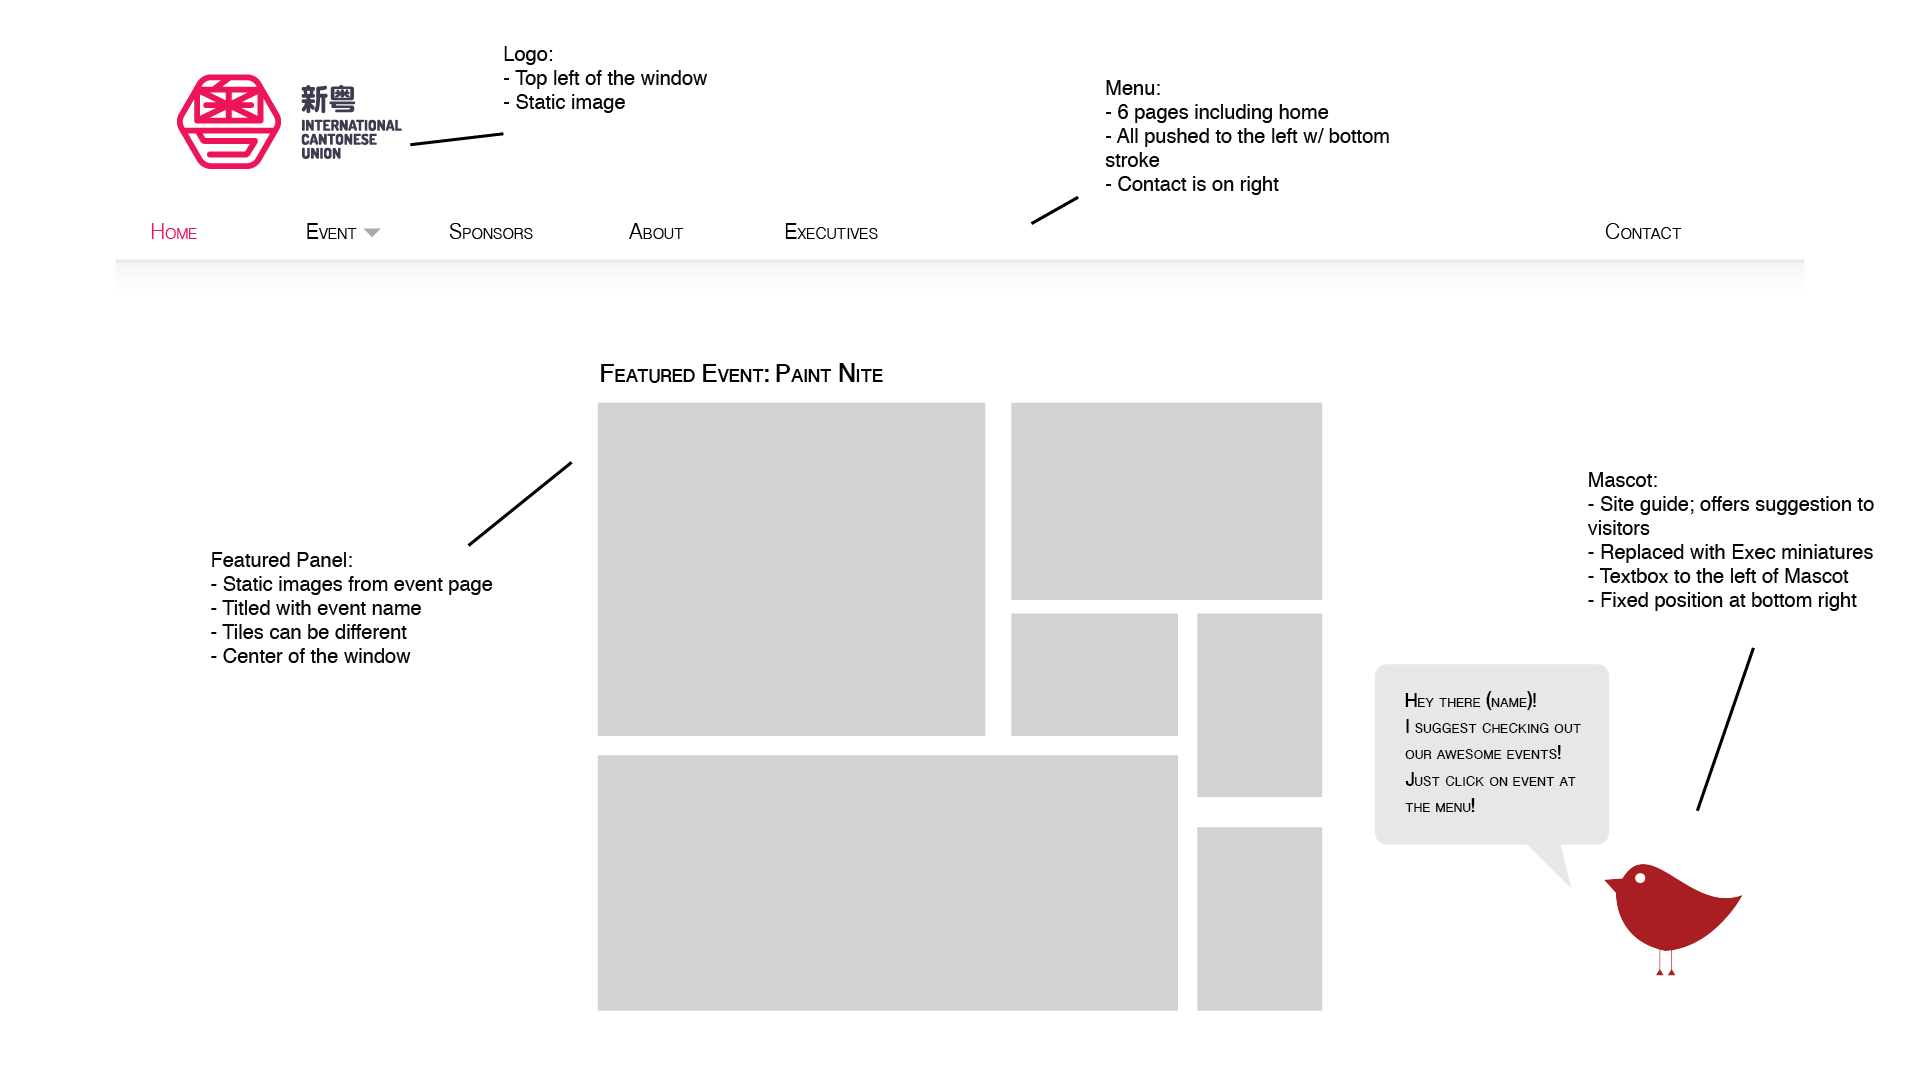 Logo:
- Top left of the window
- Static image
新粤
INTERNATIONAL
CANTONESE
UNION
Menu:
- 6 pages including home
- All pushed to the left w/ bottom
stroke
- Contact is on right
Home Event Sponsors About Executives Contact
Featured Event: Paint Nite
Featured Panel:
- Static images from event page
- Titled with event name
- Tiles can be different
- Center of the window
Mascot:
- Site guide; offers suggestion to
visitors
- Replaced with Exec miniatures
- Textbox to the left of Mascot
- Fixed position at bottom right
Hey there (name)!
I suggest checking out
our awesome events!
Just click on event at
the menu!